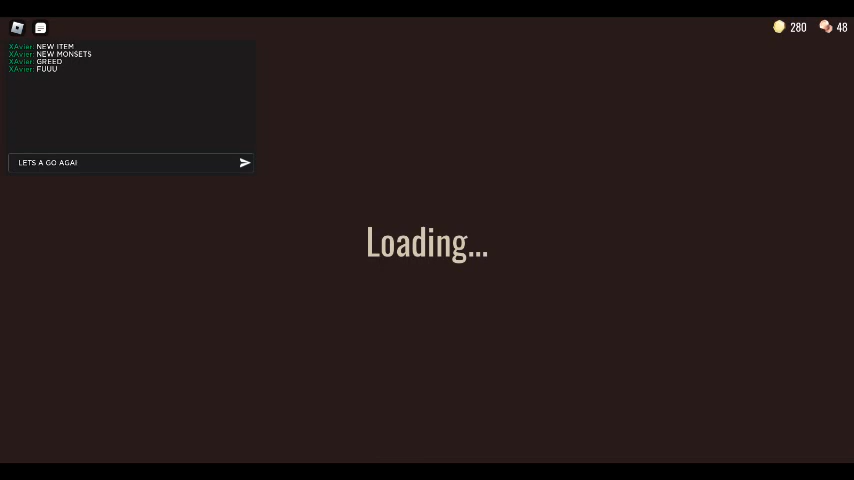 280
48
XAvier: NEW ITEM
XAvier: NEW MONSETS
XAvier: GREED
XAvier: FUUU
LETS A GO AGAI
Loading...